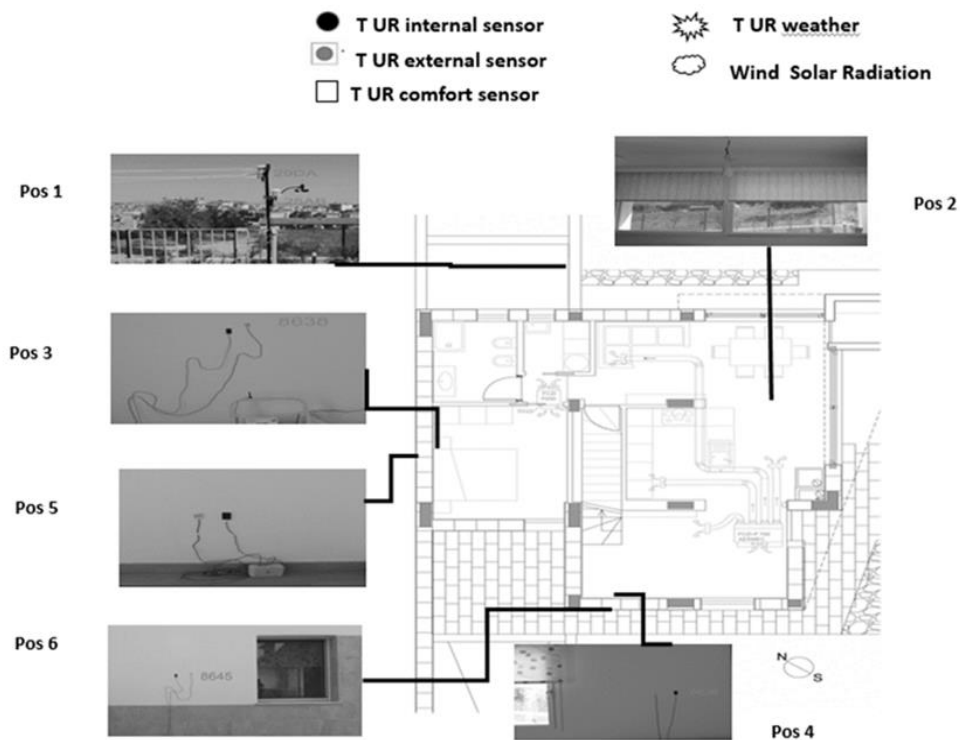 T UR internal sensor
T UR external sensor
T UR comfort sensor
T UR weather
Wind Solar Radiation
Pos 1
Pos 2
8638
Pos 3
Pos 5
Pos 6
8645
N
S
Pos 4